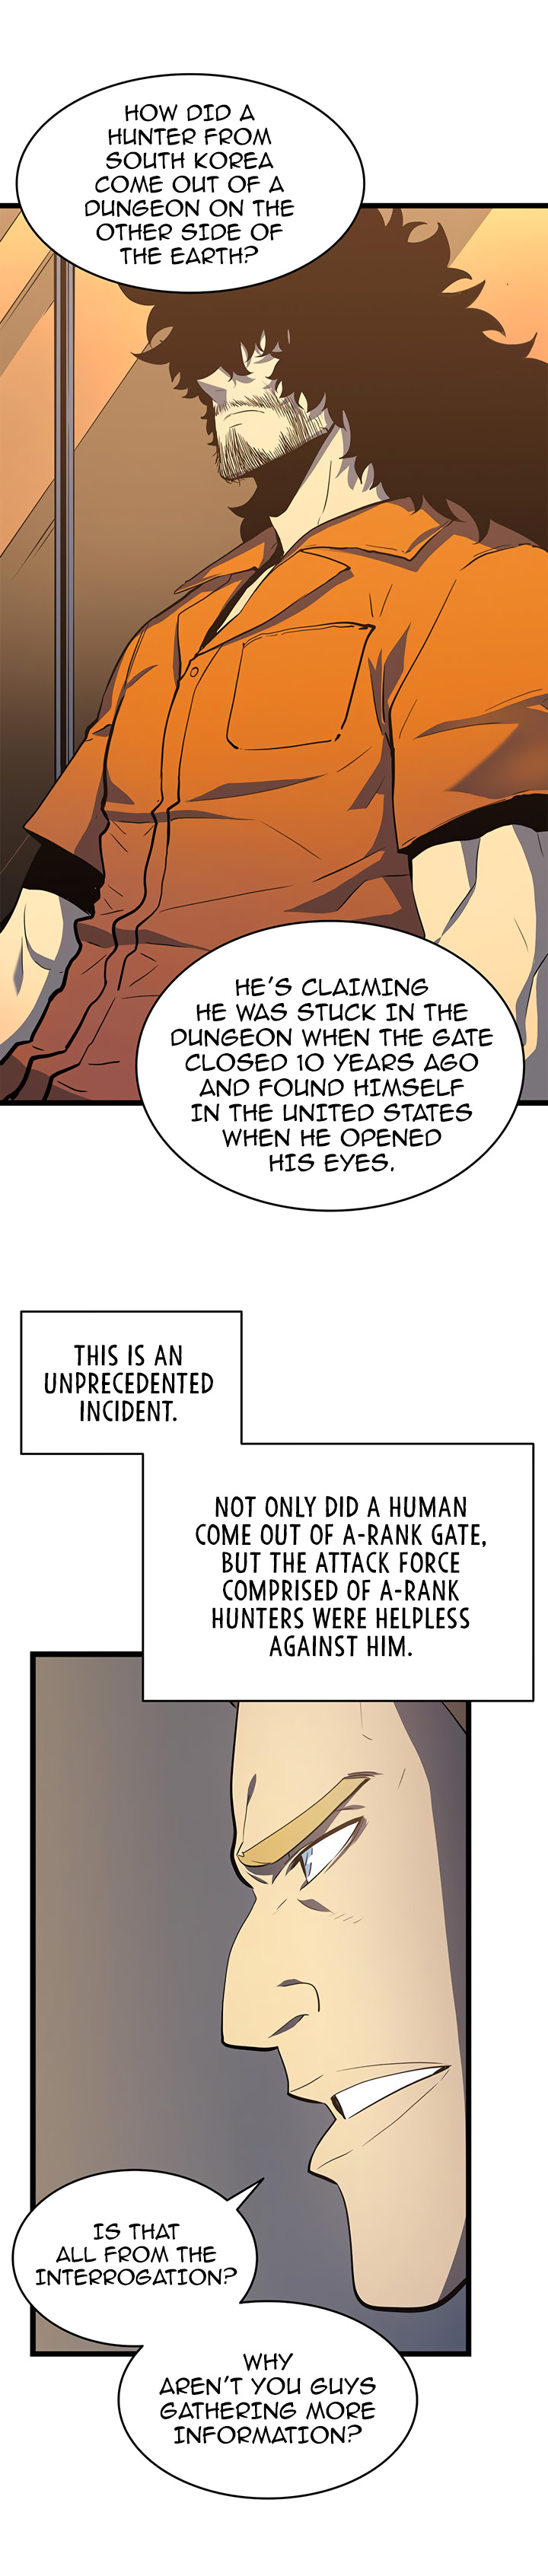 HOW DID A
HUNTER FROM
SOUTH KOREA
COME OUT OF A
DUNGEON ON THE
OTHER SIDE OF
THE EARTH?
HE'S CLAIMING
HE WAS STUCK IN THE
DUNGEON WHEN THE GATE
CLOSED 10 YEARS AGO
AND FOUND HIMSELF
IN THE UNITED STATES
WHEN HE OPENED
HIS EYES.
THIS IS AN
UNPRECEDENTED
INCIDENT.
NOT ONLY DID A HUMAN
COME OUT OF A-RANK GATE,
BUT THE ATTACK FORCE
COMPRISED OF A-RANK
HUNTERS WERE HELPLESS
AGAINST HIM.
IS THAT
ALL FROM THE
INTERROGATION?
WHY
AREN'T YOU GUYS
GATHERING MORE
INFORMATION?